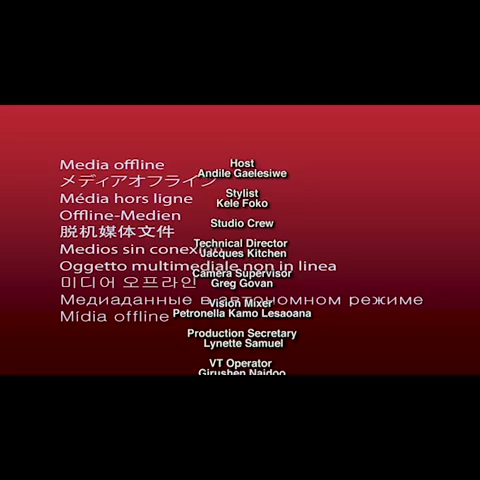 Media offline
メディアオフライン
Média hors ligne
Offline-Medien
脱机媒体文件
Medios sin conexión
Oggetto multimediale non in linea
미디어 오프라인
Медиаданные в автономном режиме
Mídia offline
Host
Andile Gaelesiwe
Stylist
Kele Foko
Studio Crew
Technical Director
Jacques Kitchen
Camera Supervisor
Greg Govan
Vision Mixer
Petronella Kamo Lesaoana
Production Secretary
Lynette Samuel
VT Operator
Girushen Naidoo